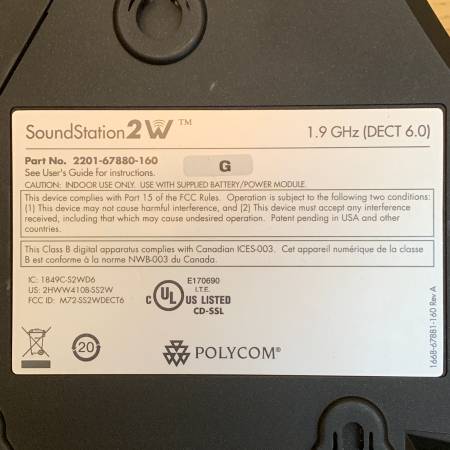 SoundStation2W™
1.9 GHz (DECT 6.0)
Part No. 2201-67880-160
G
See User's Guide for instructions.
CAUTION: INDOOR USE ONLY. USE WITH SUPPLIED BATTERY/POWER MODULE.
This device complies with Part 15 of the FCC Rules. Operation is subject to the following two conditions:
(1) This device may not cause harmful interference, and (2) This device must accept any interference
received, including that which may cause undesired operation. Patent pending in USA and other
countries.
This Class B digital apparatus complies with Canadian ICES-003. Cet appareil numérique de la classe
B est conforme à la norme NWB-003 du Canada.
IC: 1849C-S2WD6
US: 2HWW4108-SS2W
FCC ID: M72-SS2WDECT6
E170690
I.T.E.
C UL® US LISTED
CD-SSL
20
POLYCOM®
1668-67881-160 Rev A